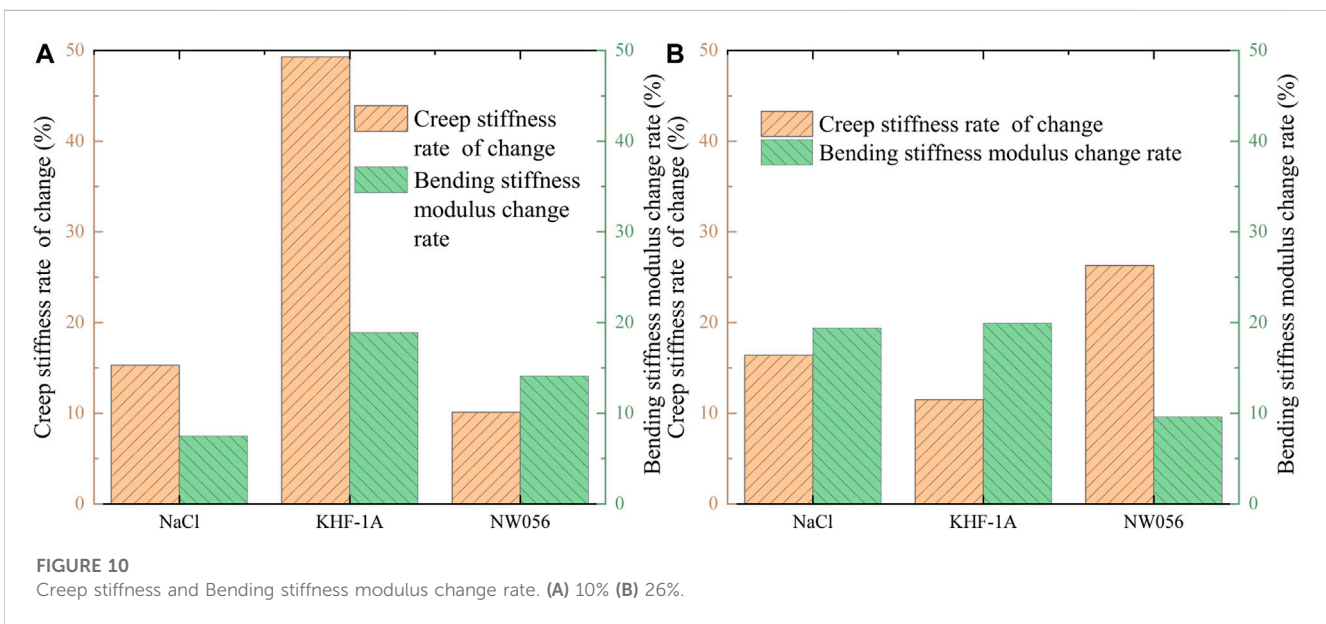 A
B
Creep stiffness rate of change (%)
50
40
30
20
10
0
Creep stiffness
rate of change
Bending stiffness
modulus change
rate
NaCl
KHF-1A
NW056
50
40
30
20
10
0
Bending stiffness modulus change rate (%)
Creep stiffness rate of change (%)
50
40
30
20
10
0
Creep stiffness rate of change
Bending stiffness modulus change rate
NaCl
KHF-1A
NW056
50
40
30
20
10
0
Bending stiffness modulus change rate (%)
FIGURE 10
Creep stiffness and Bending stiffness modulus change rate. (A) 10% (B) 26%.